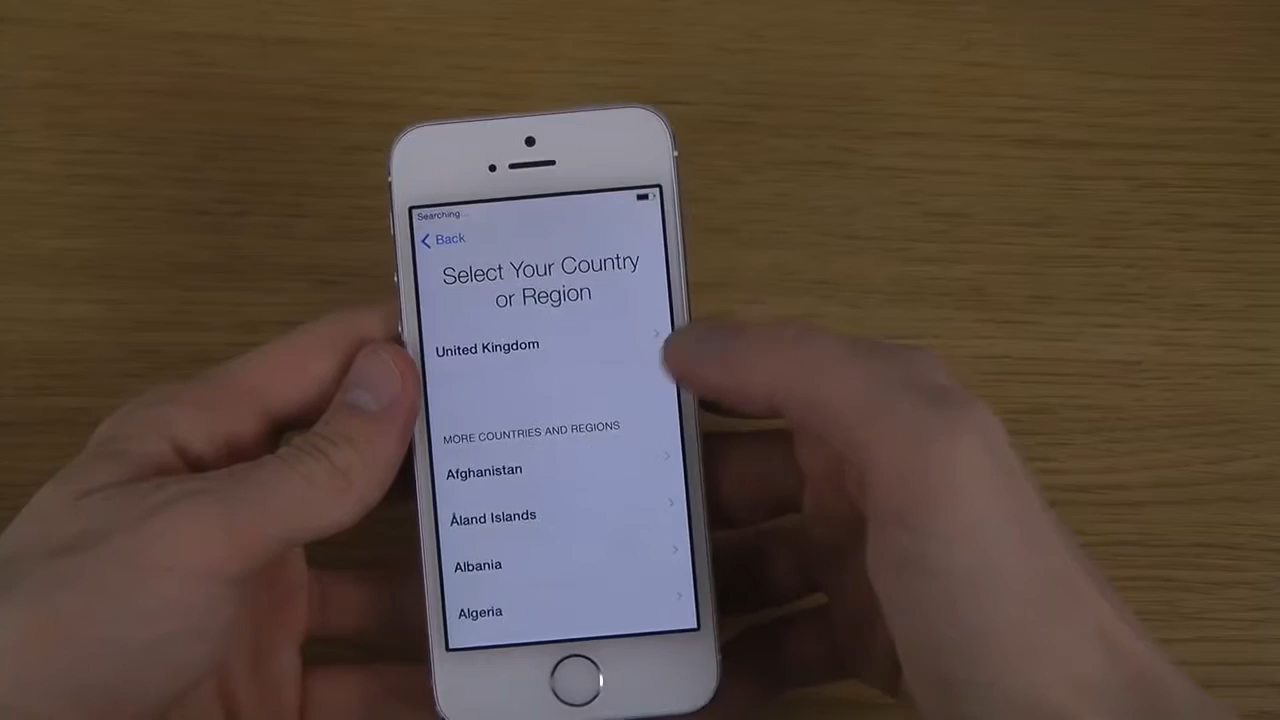 Searching...
Back
Select Your Country
or Region
United Kingdom
MORE COUNTRIES AND REGIONS
Afghanistan
Åland Islands
Albania
Algeria